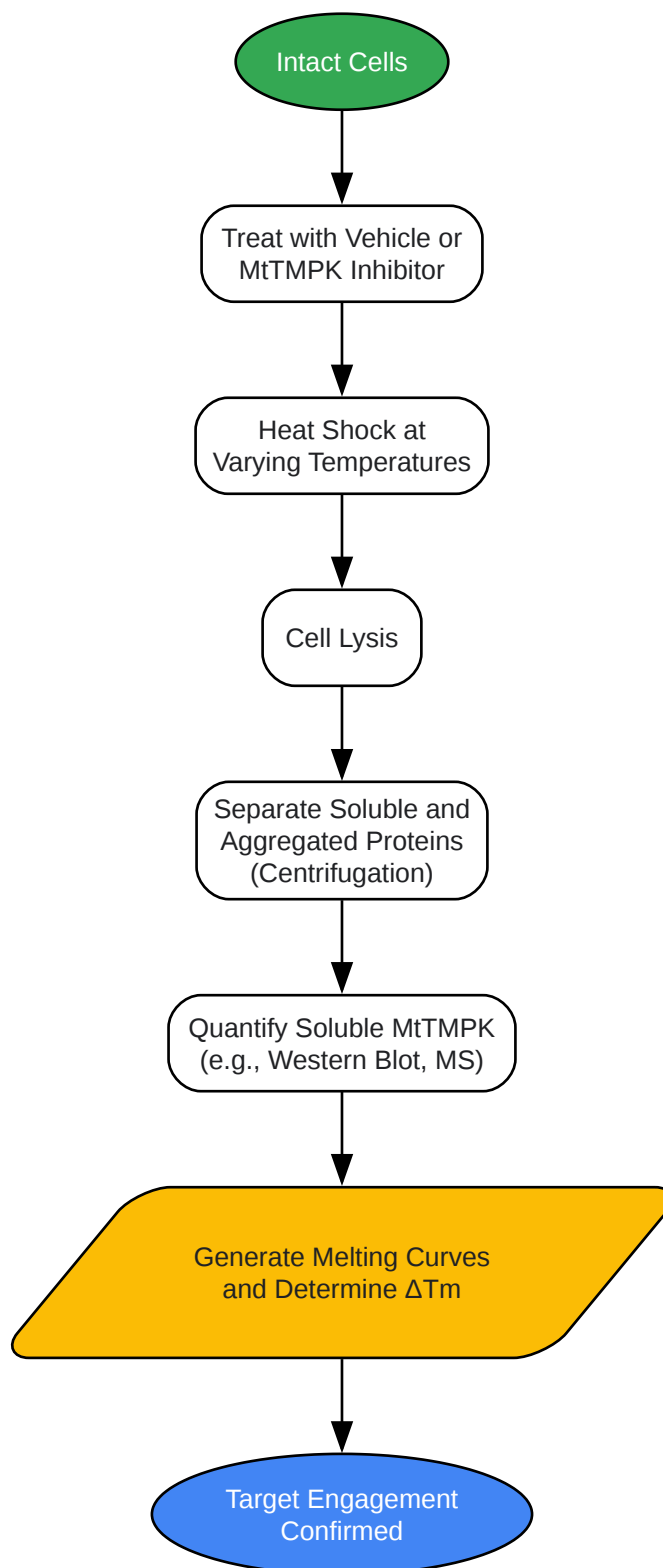 Intact Cells
Treat with Vehicle or
MtTMPK Inhibitor
Heat Shock at
Varying Temperatures
Cell Lysis
Separate Soluble and
Aggregated Proteins
(Centrifugation)
Quantify Soluble MtTMPK
(e.g., Western Blot, MS)
Generate Melting Curves
and Determine ΔTm
Target Engagement
Confirmed